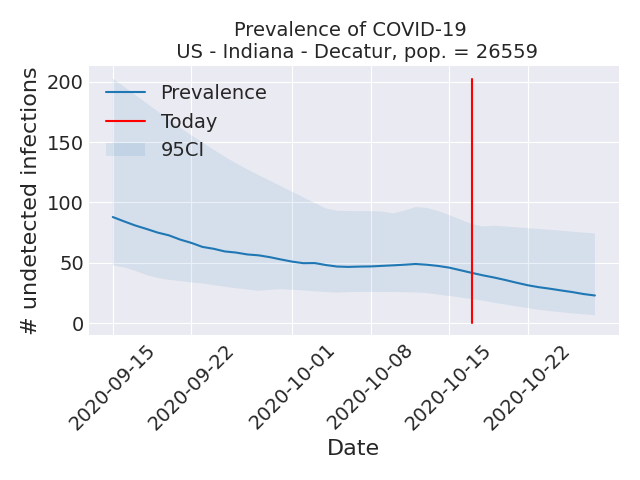 Prevalence of COVID-19
US - Indiana - Decatur, pop. = 26559
# undetected infections
200
150
100
50
0
Prevalence
Today
95CI
2020-09-15
2020-09-22
2020-10-01
2020-10-08
2020-10-15
2020-10-22
Date